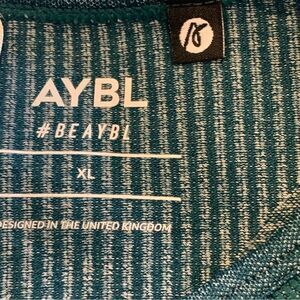 AYBL
#BEAYBL
XL
DESIGNED IN THE UNITED KINGDOM